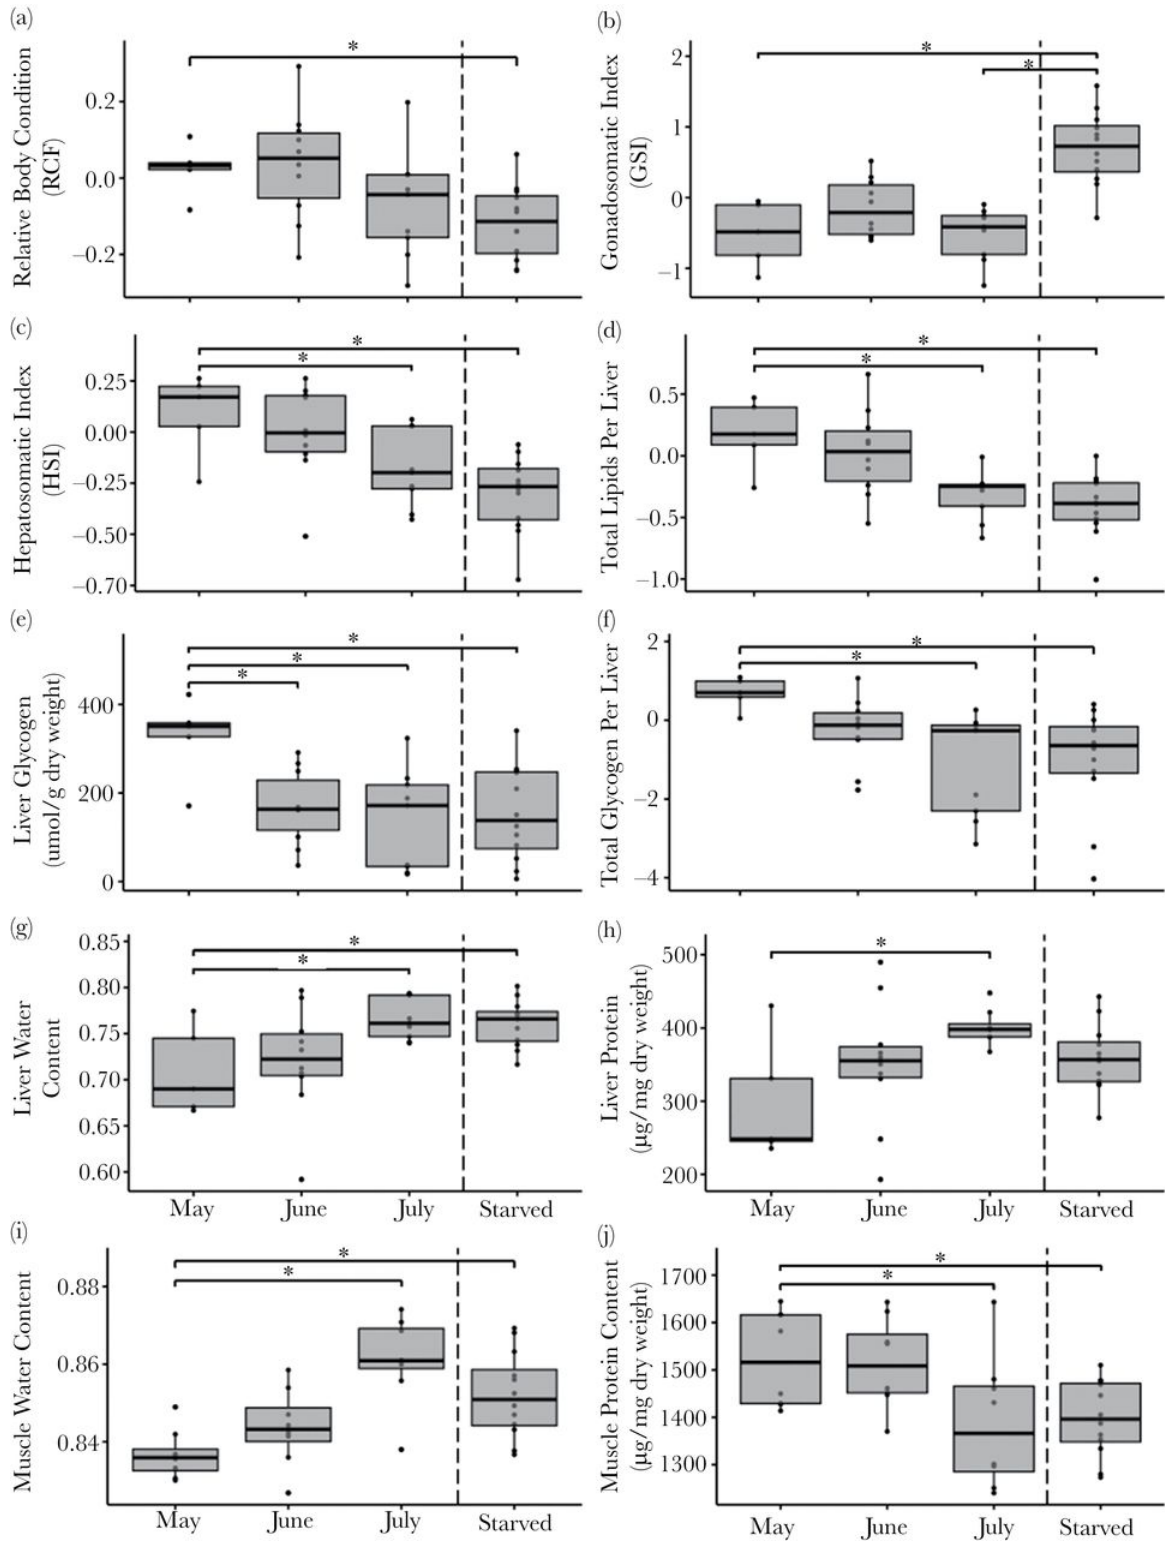 (a)
Relative Body Condition
(RCF)
0.2
0.0
−0.2
*
(b)
Gonadosomatic Index
(GSI)
2
1
0
−1
*
*
(c)
Hepatosomatic Index
(HSI)
0.25
0.00
−0.25
−0.50
−0.70
*
*
(d)
Total Lipids Per Liver
0.5
0.0
−0.5
−1.0
*
*
(e)
Liver Glycogen
(umol/g dry weight)
400
200
0
*
*
*
(f)
Total Glycogen Per Liver
2
0
−2
−4
*
*
(g)
Liver Water
Content
0.85
0.80
0.75
0.70
0.65
0.60
*
*
May June July Starved
(h)
Liver Protein
(µg/mg dry weight)
500
400
300
200
*
May June July Starved
(i)
Muscle Water Content
0.88
0.86
0.84
*
*
May June July Starved
(j)
Muscle Protein Content
(µg/mg dry weight)
1700
1600
1500
1400
1300
*
*
May June July Starved